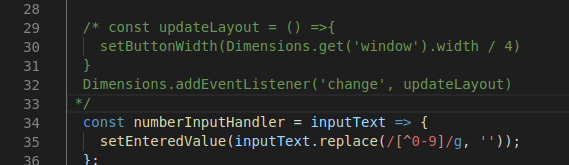 28
29 /* const updateLayout = () =>{
30 setButtonWidth(Dimensions.get('window').width / 4)
31 }
32 Dimensions.addEventListener('change', updateLayout)
33 */
34 const numberInputHandler = inputText => {
35 setEnteredValue(inputText.replace(/[^0-9]/g, ''));
36 };